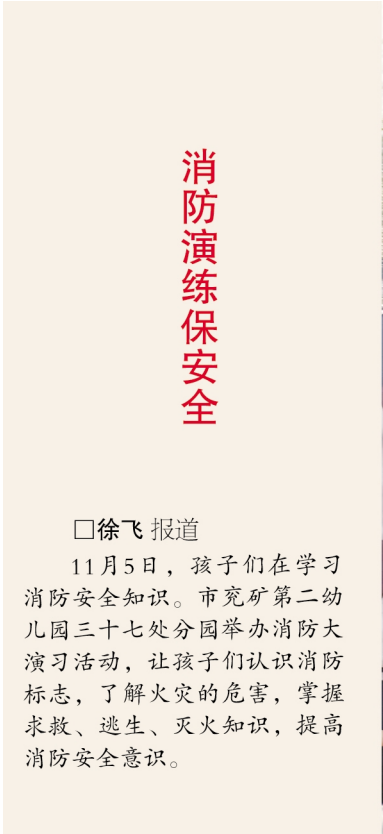 消防演练保安全
□徐飞 报道
11月5日，孩子们在学习
消防安全知识。市兖矿第二幼
儿园三十七处分园举办消防大
演习活动，让孩子们认识消防
标志，了解火灾的危害，掌握
求救、逃生、灭火知识，提高
消防安全意识。